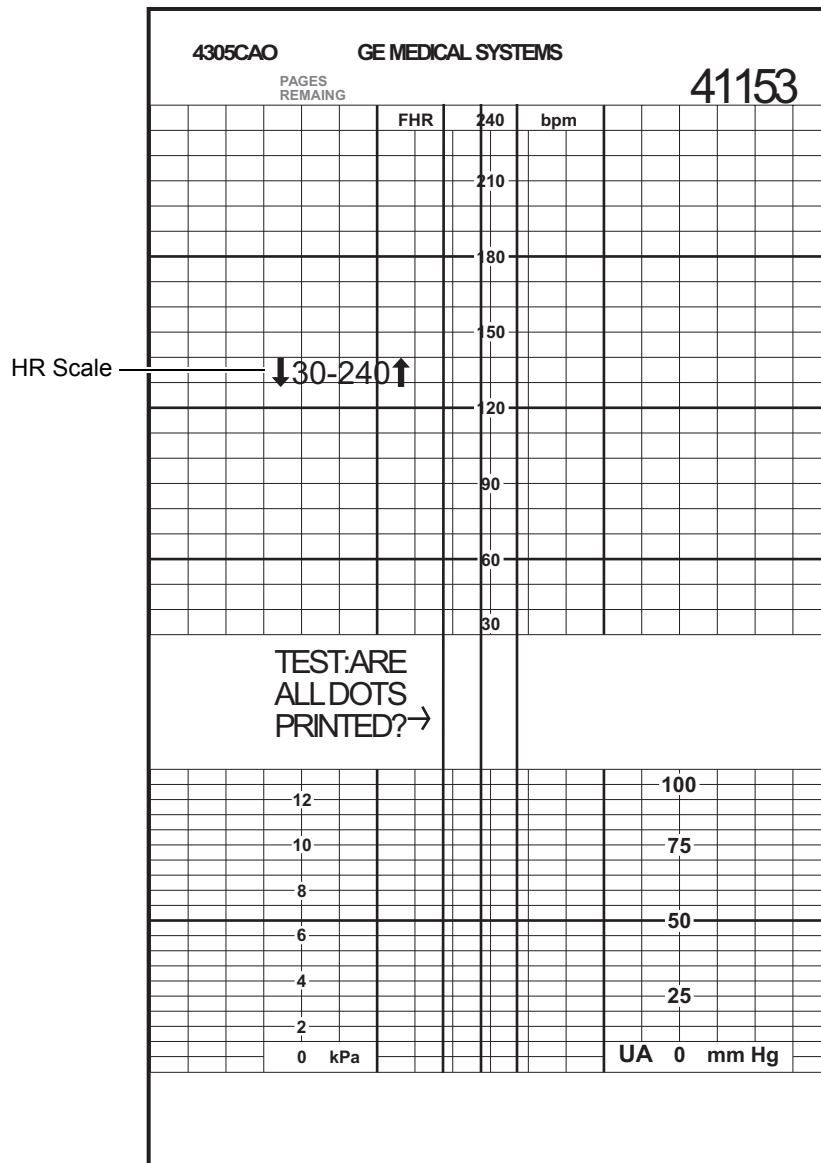 4305CAO GE MEDICAL SYSTEMS
PAGES
REMAING
41153
FHR 240 bpm
210
180
150
HR Scale
↓30-240↑
120
90
60
30
TEST:ARE
ALL DOTS
PRINTED?→
100
12
10 75
8
50
6
4
25
2
0 kPa UA 0 mm Hg